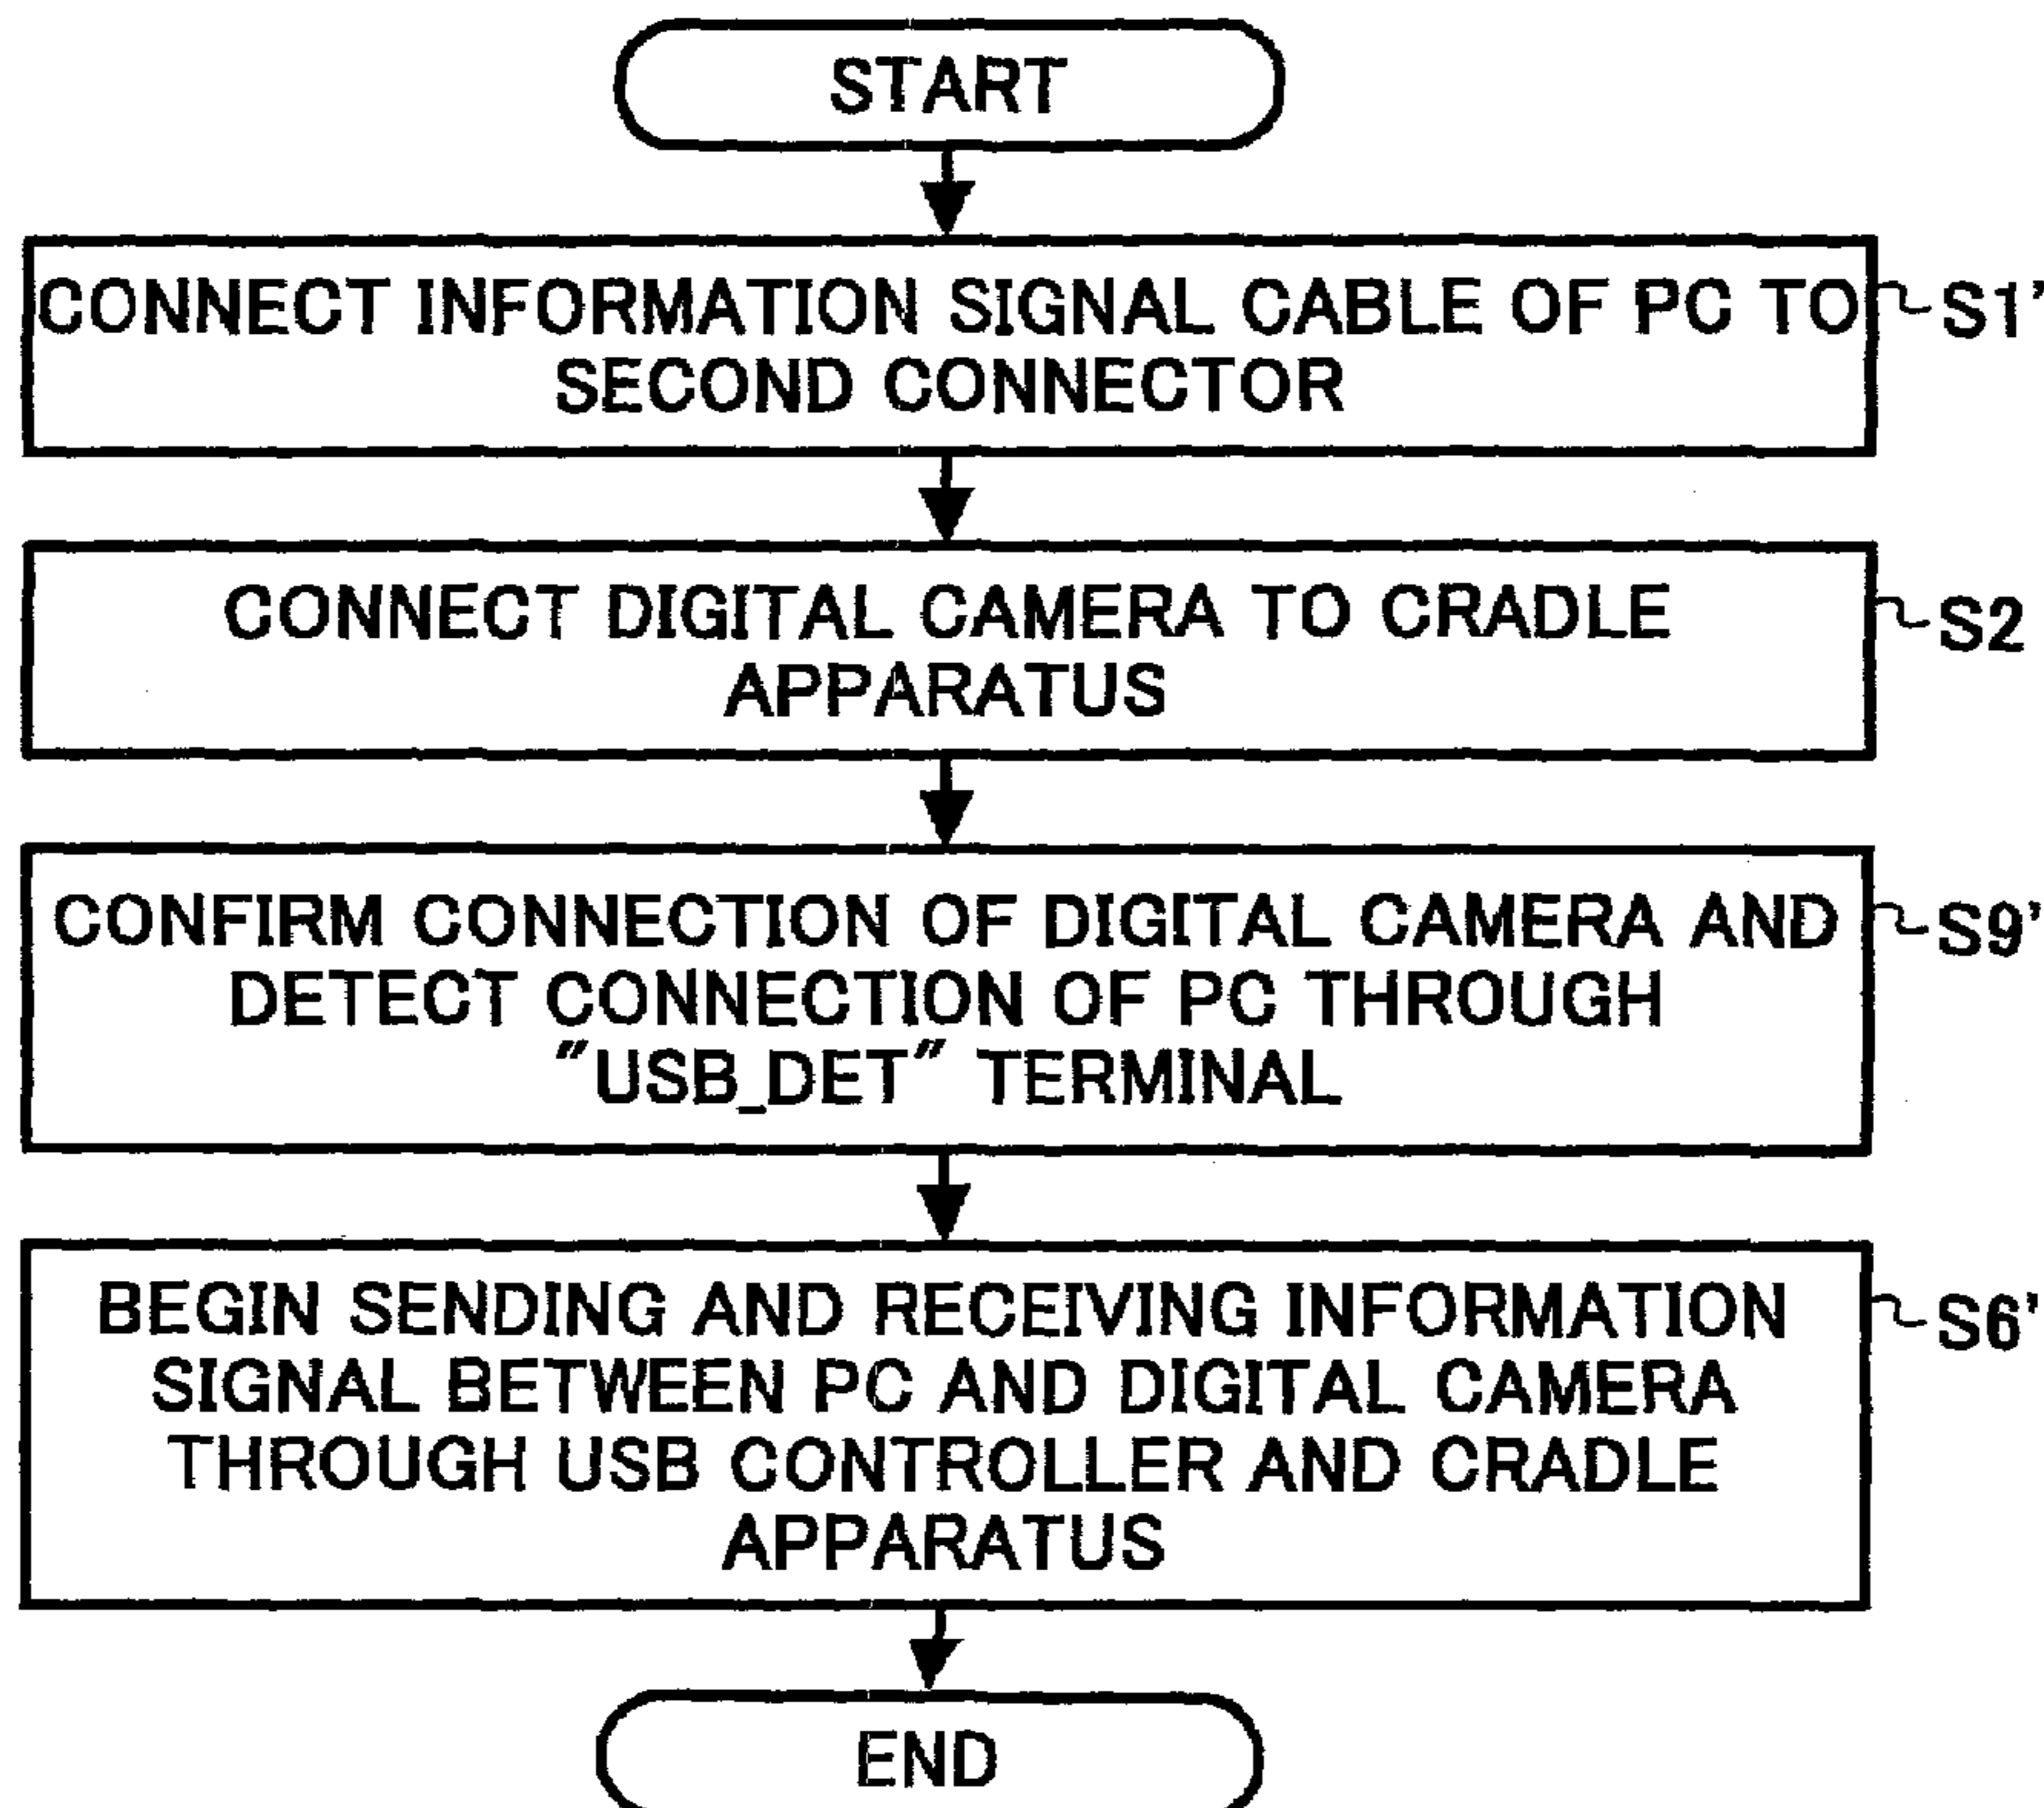 START
CONNECT INFORMATION SIGNAL CABLE OF PC TO
SECOND CONNECTOR
S1'
CONNECT DIGITAL CAMERA TO CRADLE
APPARATUS
S2
CONFIRM CONNECTION OF DIGITAL CAMERA AND
DETECT CONNECTION OF PC THROUGH
"USB_DET" TERMINAL
S9'
BEGIN SENDING AND RECEIVING INFORMATION
SIGNAL BETWEEN PC AND DIGITAL CAMERA
THROUGH USB CONTROLLER AND CRADLE
APPARATUS
S6'
END